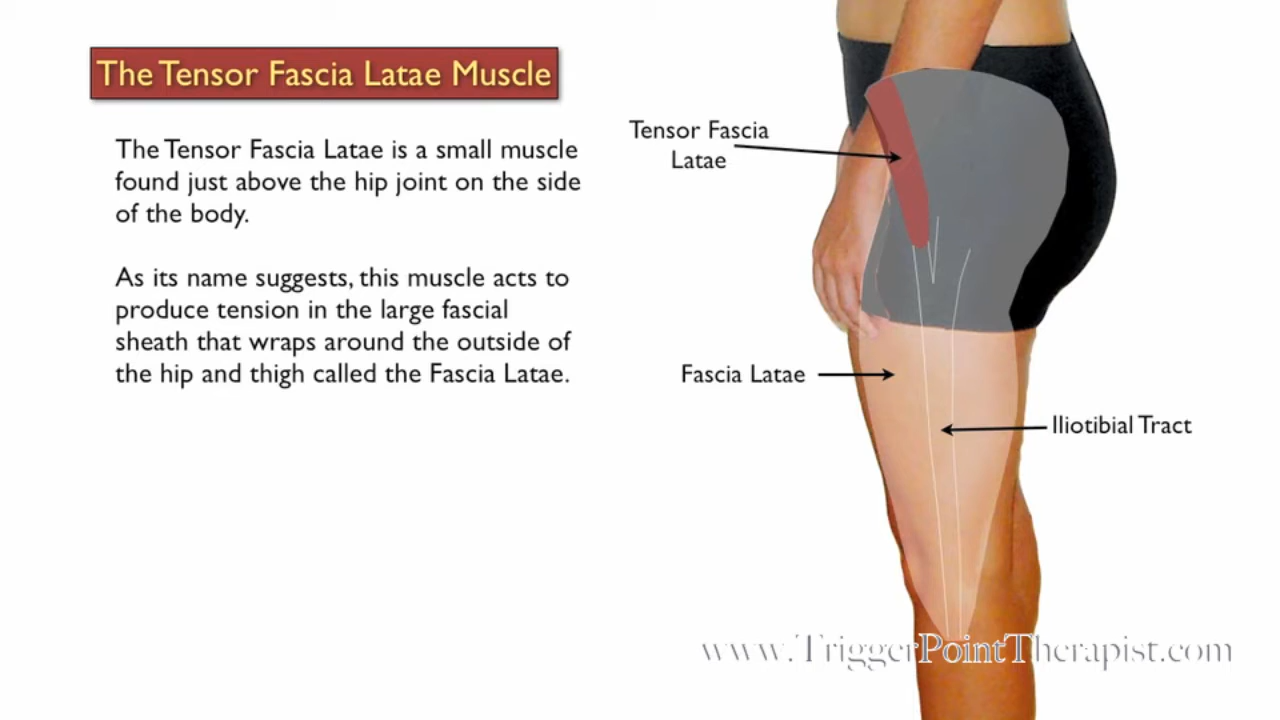 The Tensor Fascia Latae Muscle
The Tensor Fascia Latae is a small muscle
found just above the hip joint on the side
of the body.
As its name suggests, this muscle acts to
produce tension in the large fascial
sheath that wraps around the outside of
the hip and thigh called the Fascia Latae.
Tensor Fascia
Latae
Fascia Latae
Iliotibial Tract
www.TriggerPointTherapist.com